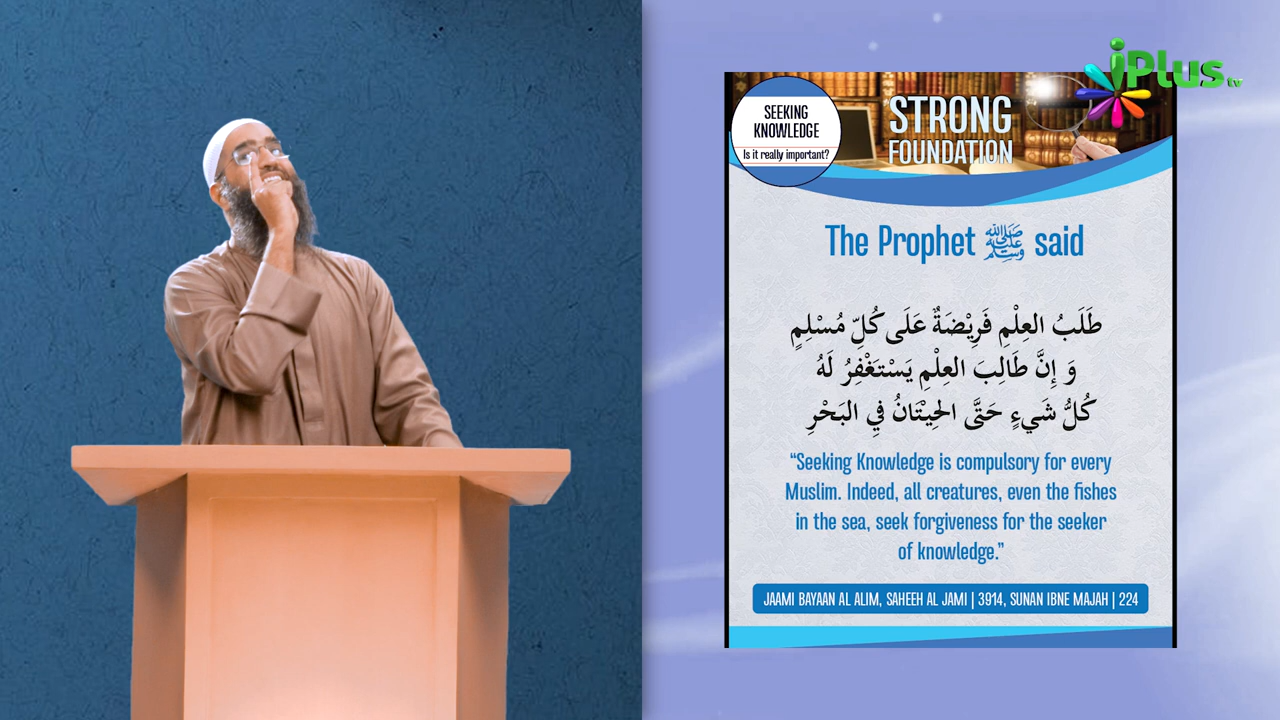 iPlus tv
SEEKING
KNOWLEDGE
Is it really important?
STRONG
FOUNDATION
The Prophet ﷺ said
طَلَبُ العِلْمِ فَرِيْضَةٌ عَلَى كُلِّ مُسْلِمٍ
وَ إِنَّ طَالِبَ العِلْمِ يَسْتَغْفِرُ لَهُ
كُلُّ شَيءٍ حَتَّى الحِيْتَانُ فِي البَحْرِ
“Seeking Knowledge is compulsory for every
Muslim. Indeed, all creatures, even the fishes
in the sea, seek forgiveness for the seeker
of knowledge.”
JAAMI BAYAAN AL ALIM, SAHEEH AL JAMI | 3914, SUNAN IBNE MAJAH | 224